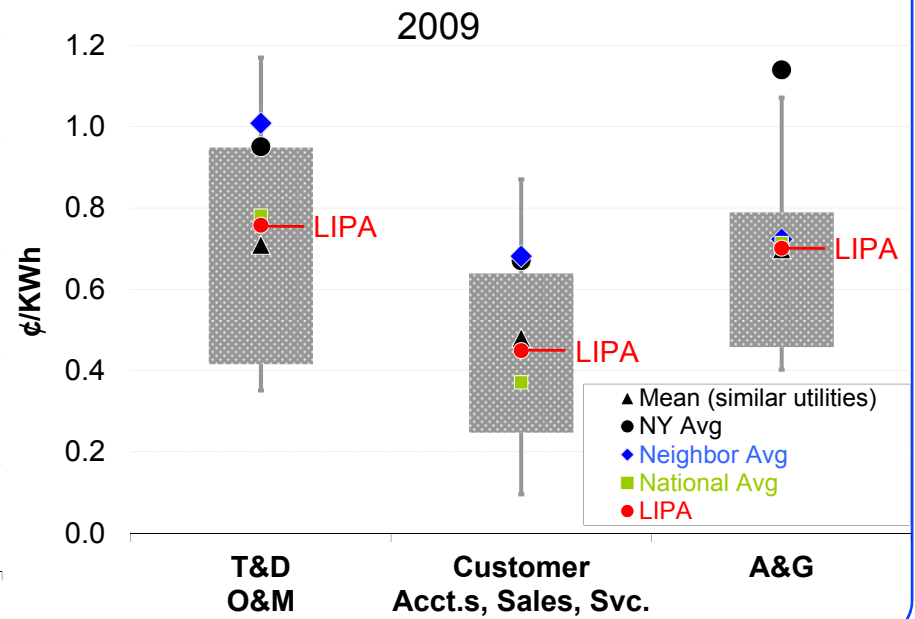 2009
1.2
1.0
0.8
0.6
0.4
0.2
0.0
¢/KWh
LIPA
LIPA
LIPA
Mean (similar utilities)
NY Avg
Neighbor Avg
National Avg
LIPA
T&D
O&M
Customer
Acct.s, Sales, Svc.
A&G